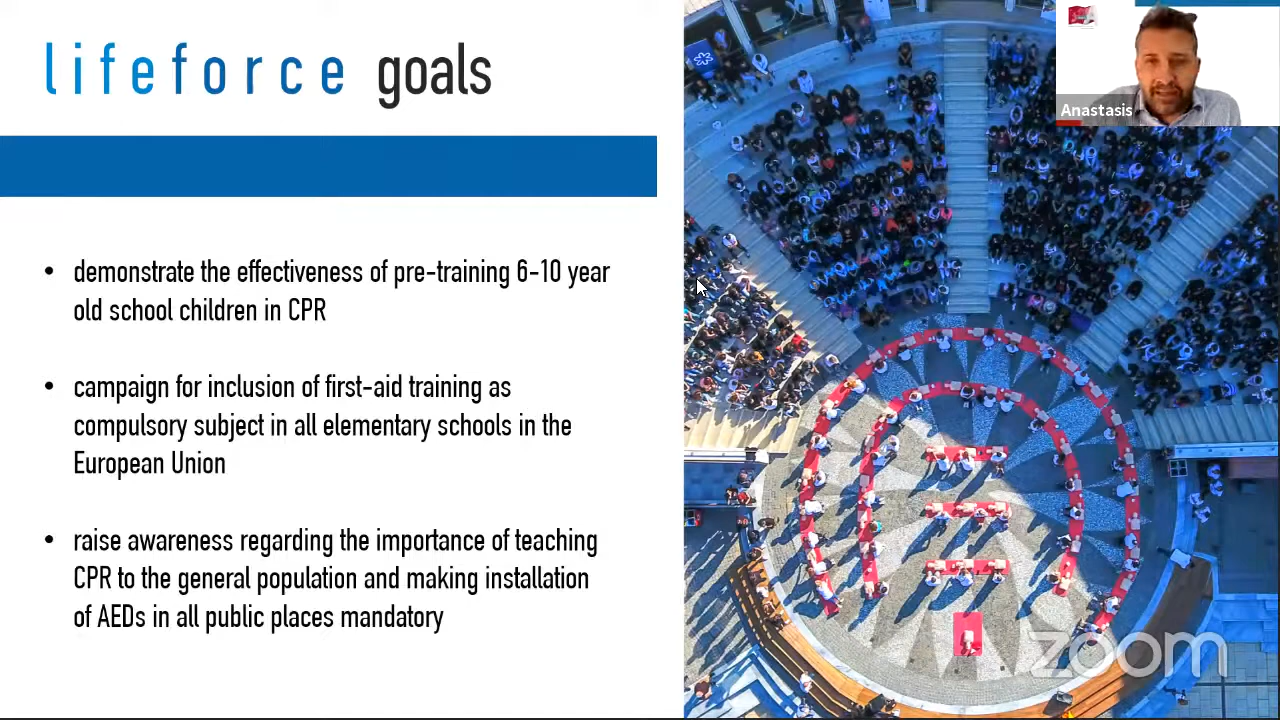 lifeforce goals
• demonstrate the effectiveness of pre-training 6-10 year
old school children in CPR
• campaign for inclusion of first-aid training as
compulsory subject in all elementary schools in the
European Union
• raise awareness regarding the importance of teaching
CPR to the general population and making installation
of AEDs in all public places mandatory
Anastasis
zoom